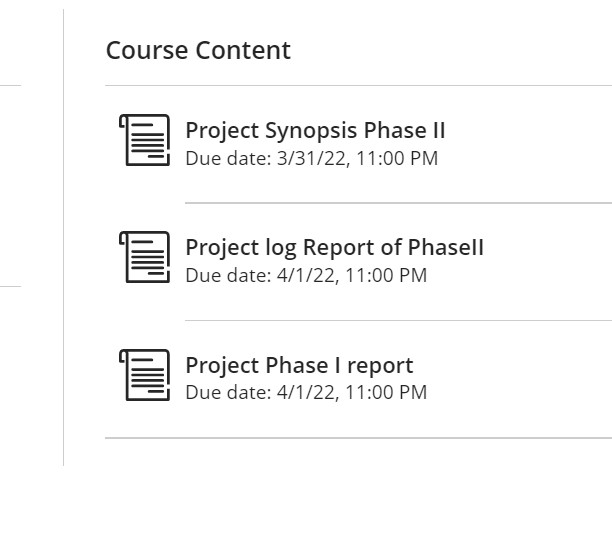 Course Content
Project Synopsis Phase II
Due date: 3/31/22, 11:00 PM
Project log Report of PhaseII
Due date: 4/1/22, 11:00 PM
Project Phase I report
Due date: 4/1/22, 11:00 PM